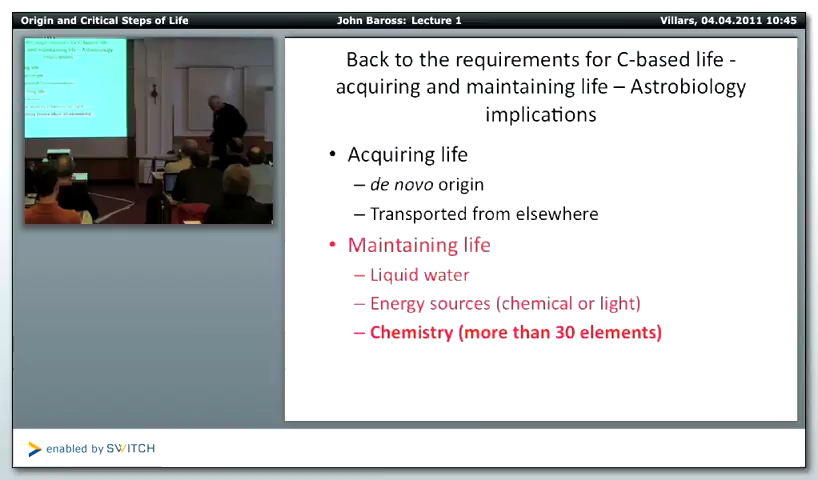 Origin and Critical Steps of Life
John Baross: Lecture 1
Villars, 04.04.2011 10:45
Back to the requirements for C-based life -
acquiring and maintaining life – Astrobiology
implications
• Acquiring life
– de novo origin
– Transported from elsewhere
• Maintaining life
– Liquid water
– Energy sources (chemical or light)
– Chemistry (more than 30 elements)
enabled by SWITCH